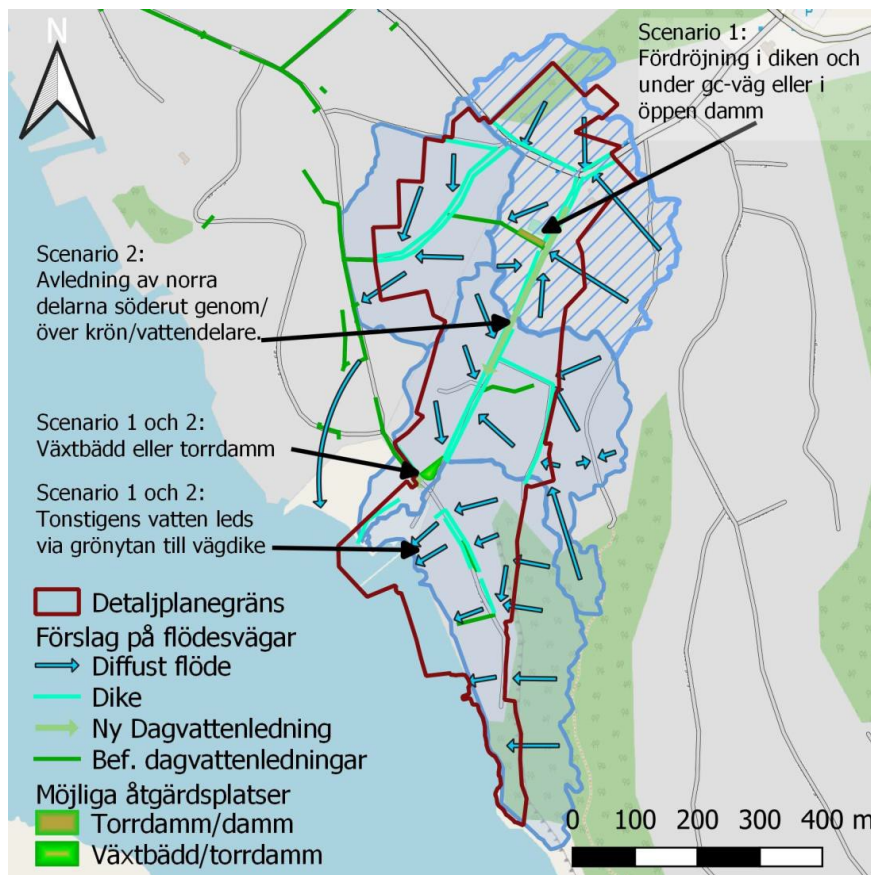 N
Scenario 1:
Fördröjning i diken och
under gc-väg eller i
öppen damm
Scenario 2:
Avledning av norra
delarna söderut genom/
över krön/vattendelare.
Scenario 1 och 2:
Växtbädd eller torrdamm
Scenario 1 och 2:
Tonstigens vatten leds
via grönytan till vägdike
Detaljplanegräns
Förslag på flödesvägar
Diffust flöde
Dike
Ny Dagvattenledning
Bef. dagvattenledningar
Möjliga åtgärdsplatser
Torrdamm/damm
Växtbädd/torrdamm
0 100 200 300 400 m